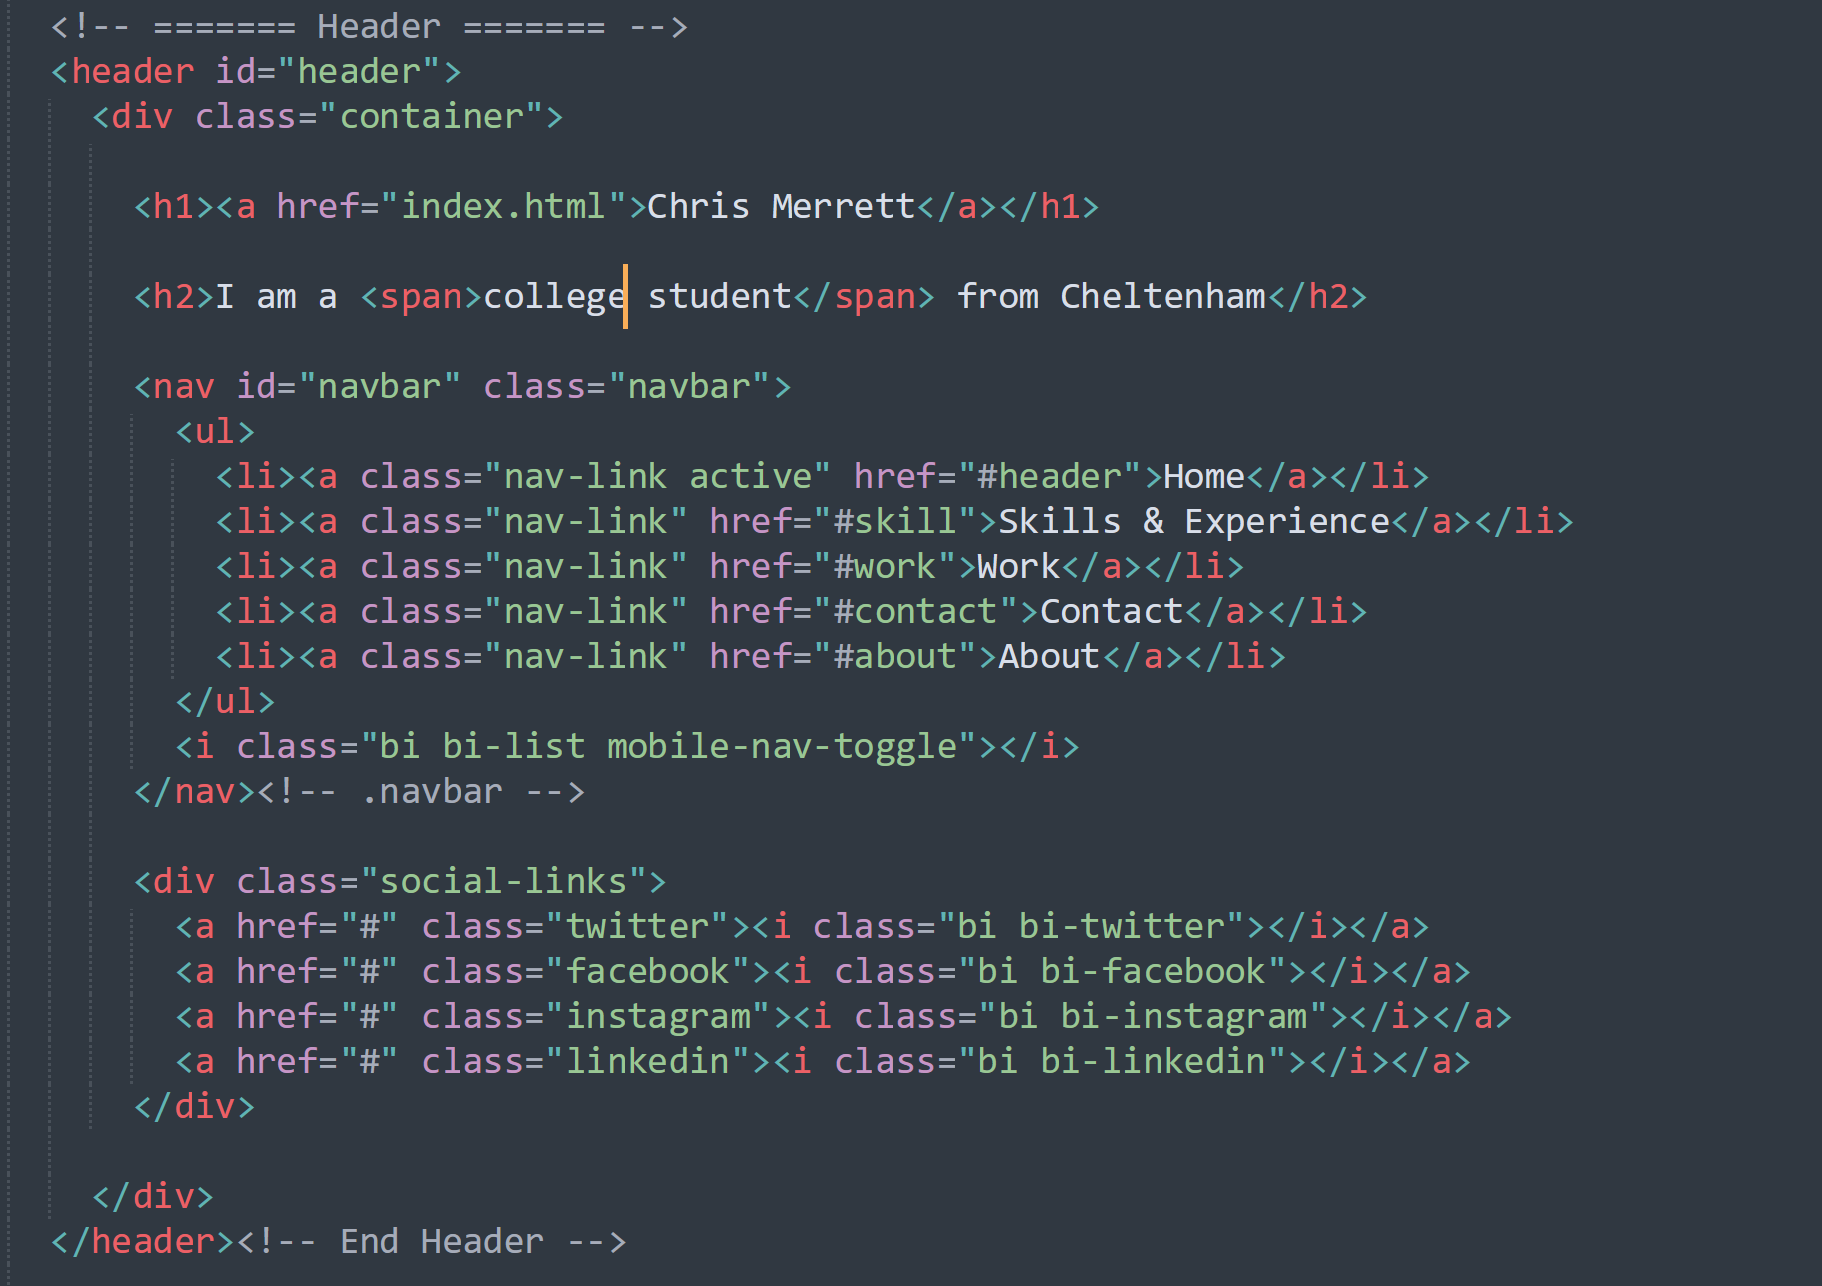 <!-- ======= Header ======= -->
<header id="header">
<div class="container">
<h1><a href="index.html">Chris Merrett</a></h1>
<h2>I am a <span>college student</span> from Cheltenham</h2>
<nav id="navbar" class="navbar">
<ul>
<li><a class="nav-link active" href="#header">Home</a></li>
<li><a class="nav-link" href="#skill">Skills & Experience</a></li>
<li><a class="nav-link" href="#work">Work</a></li>
<li><a class="nav-link" href="#contact">Contact</a></li>
<li><a class="nav-link" href="#about">About</a></li>
</ul>
<i class="bi bi-list mobile-nav-toggle"></i>
</nav><!-- .navbar -->
<div class="social-links">
<a href="#" class="twitter"><i class="bi bi-twitter"></i></a>
<a href="#" class="facebook"><i class="bi bi-facebook"></i></a>
<a href="#" class="instagram"><i class="bi bi-instagram"></i></a>
<a href="#" class="linkedin"><i class="bi bi-linkedin"></i></a>
</div>
</div>
</header><!-- End Header -->